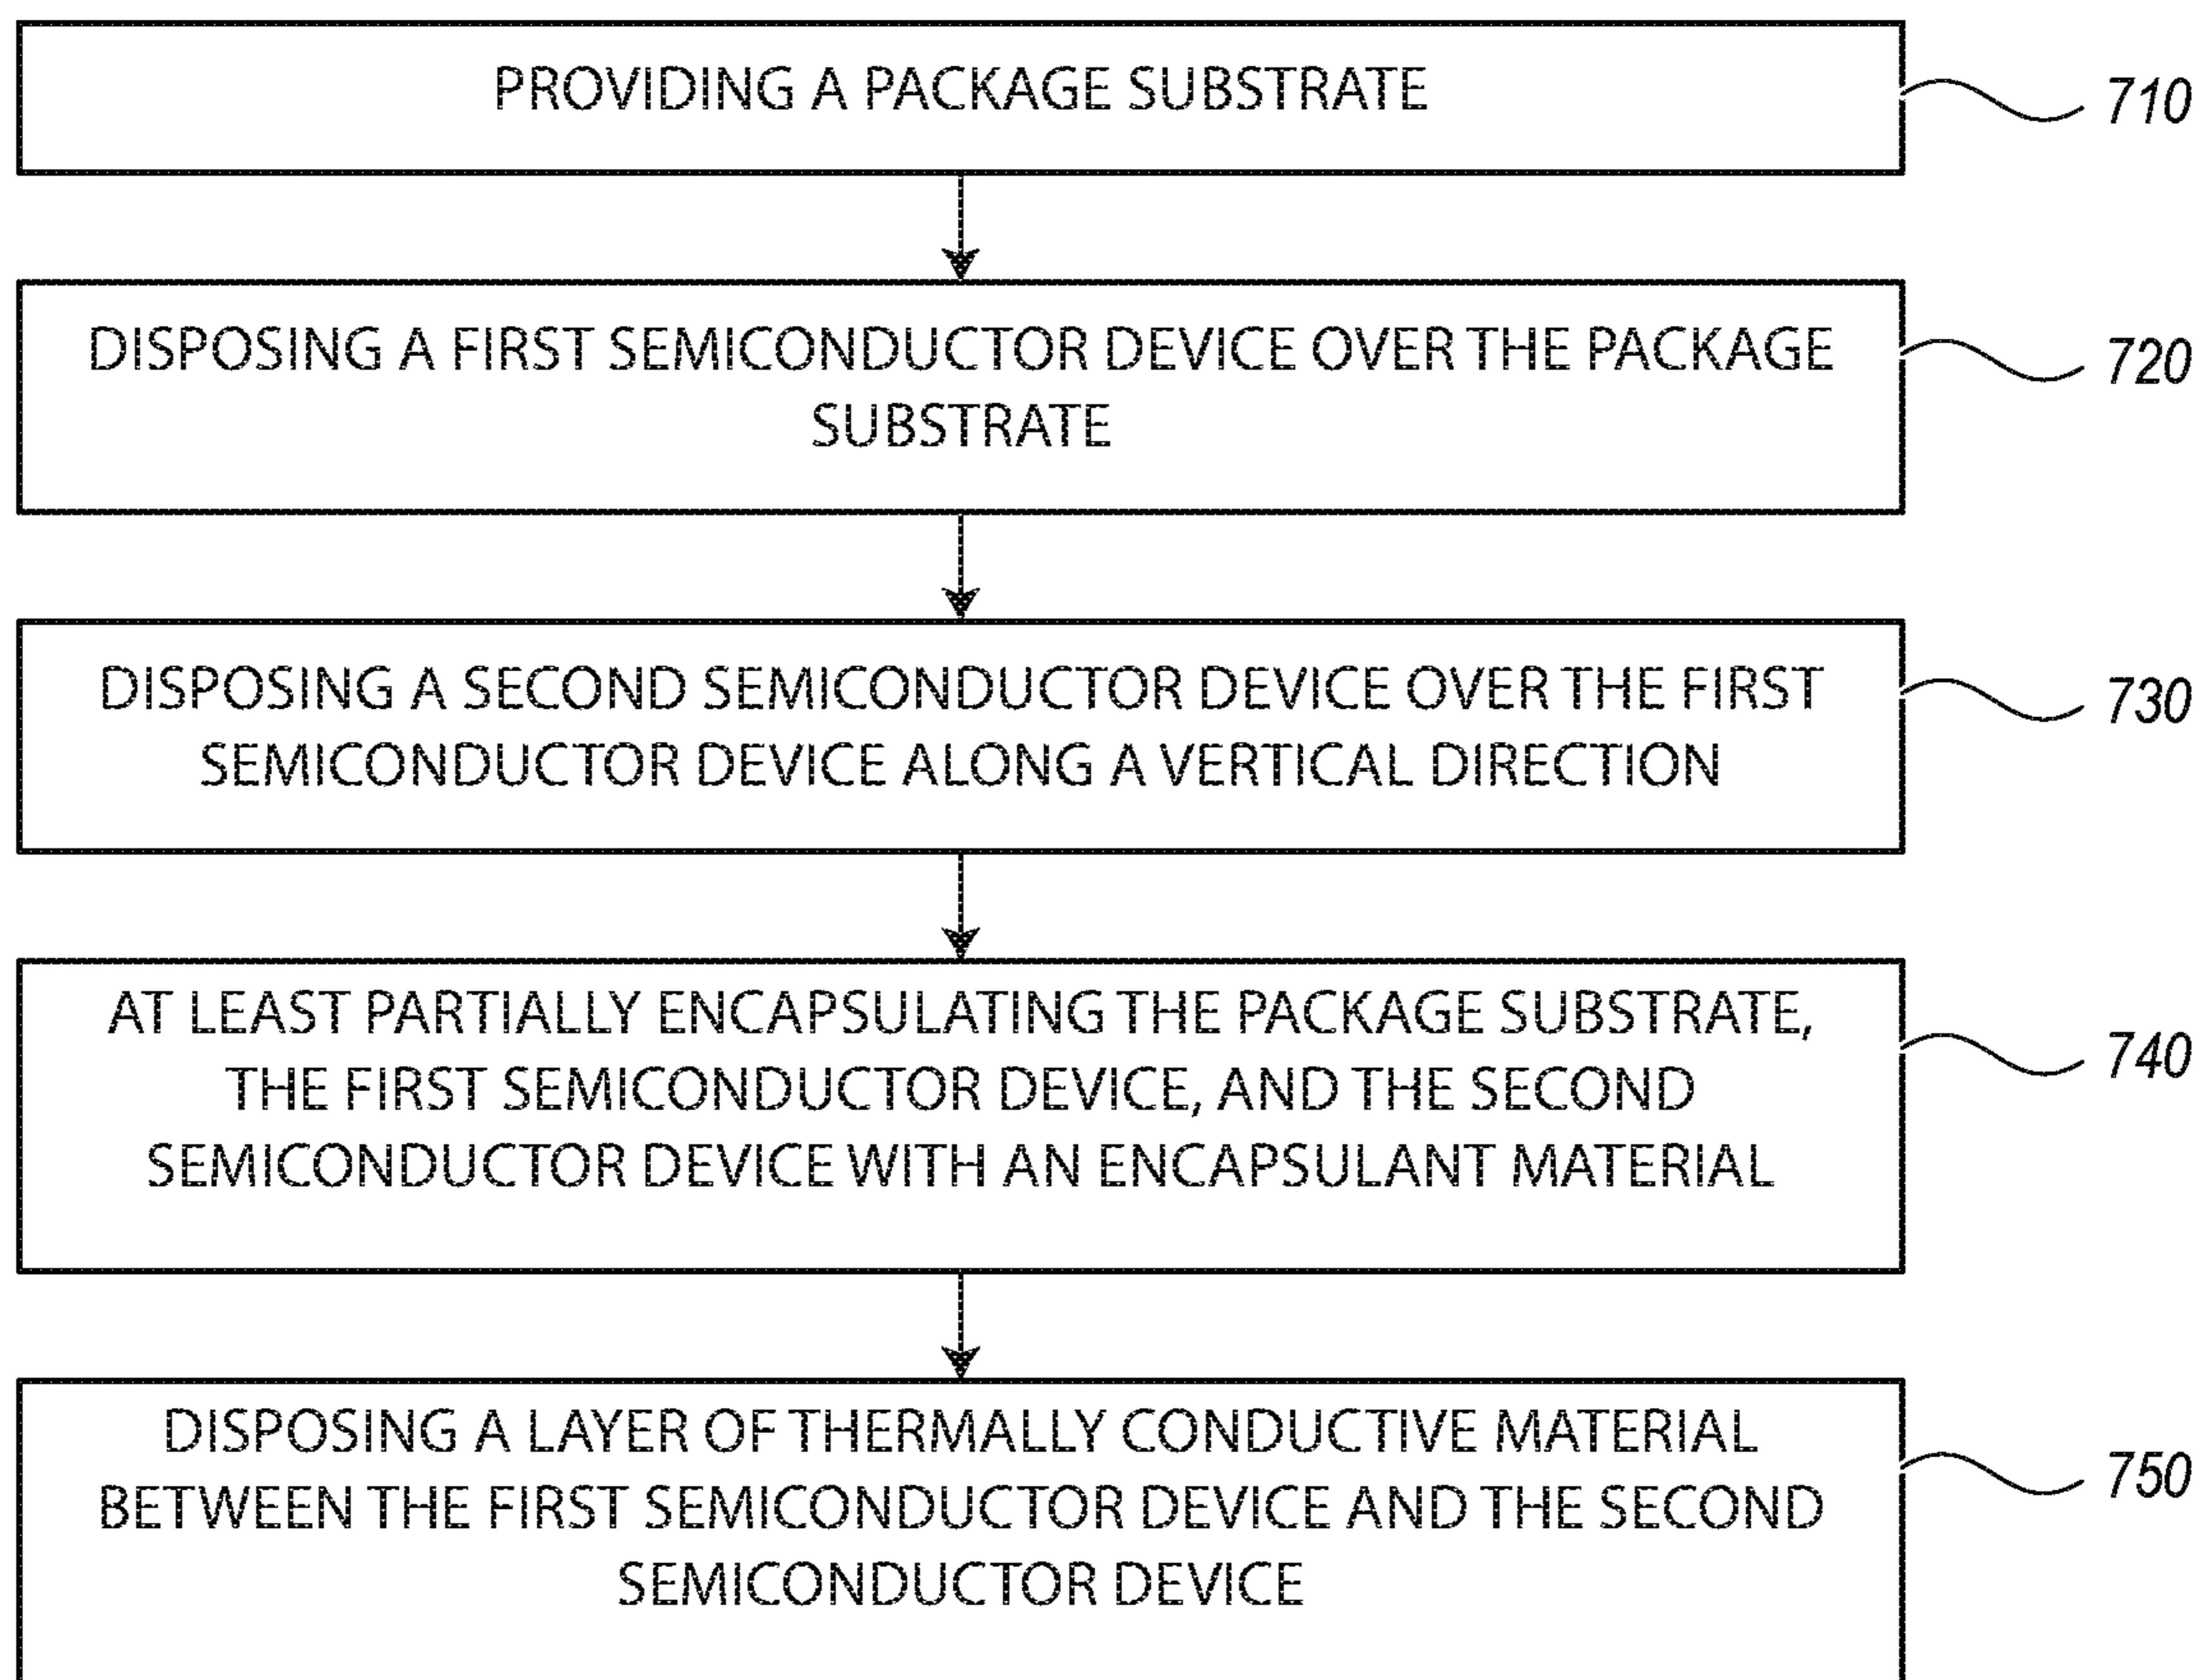 PROVIDING A PACKAGE SUBSTRATE
710
DISPOSING A FIRST SEMICONDUCTOR DEVICE OVER THE PACKAGE
SUBSTRATE
720
DISPOSING A SECOND SEMICONDUCTOR DEVICE OVER THE FIRST
SEMICONDUCTOR DEVICE ALONG A VERTICAL DIRECTION
730
AT LEAST PARTIALLY ENCAPSULATING THE PACKAGE SUBSTRATE,
THE FIRST SEMICONDUCTOR DEVICE, AND THE SECOND
SEMICONDUCTOR DEVICE WITH AN ENCAPSULANT MATERIAL
740
DISPOSING A LAYER OF THERMALLY CONDUCTIVE MATERIAL
BETWEEN THE FIRST SEMICONDUCTOR DEVICE AND THE SECOND
SEMICONDUCTOR DEVICE
750